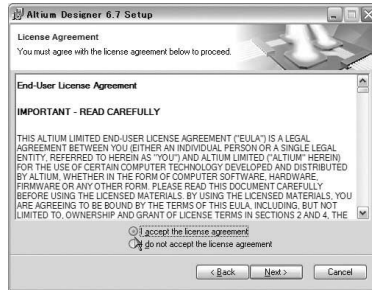 Altium Designer 6.7 Setup
License Agreement
You must agree with the license agreement below to proceed.
End-User License Agreement
IMPORTANT - READ CAREFULLY
THIS ALTIUM LIMITED END-USER LICENSE AGREEMENT ("EULA") IS A LEGAL
AGREEMENT BETWEEN YOU (EITHER AN INDIVIDUAL PERSON OR A SINGLE LEGAL
ENTITY, REFERRED TO HEREIN AS "YOU") AND ALTIUM LIMITED ("ALTIUM" HEREIN)
FOR THE USE OF CERTAIN COMPUTER TECHNOLOGY DEVELOPED AND DISTRIBUTED
BY ALTIUM, WHETHER IN THE FORM OF COMPUTER SOFTWARE, HARDWARE,
FIRMWARE OR ANY OTHER FORM. PLEASE READ THIS DOCUMENT CAREFULLY
BEFORE USING THE LICENSED MATERIALS. BY USING THE LICENSED MATERIALS, YOU
ARE AGREEING TO BE BOUND BY THE TERMS OF THIS EULA, INCLUDING, BUT NOT
LIMITED TO, OWNERSHIP AND GRANT OF LICENSE TERMS IN SECTIONS 2 AND 4, THE
I accept the license agreement
I do not accept the license agreement
< Back Next > Cancel